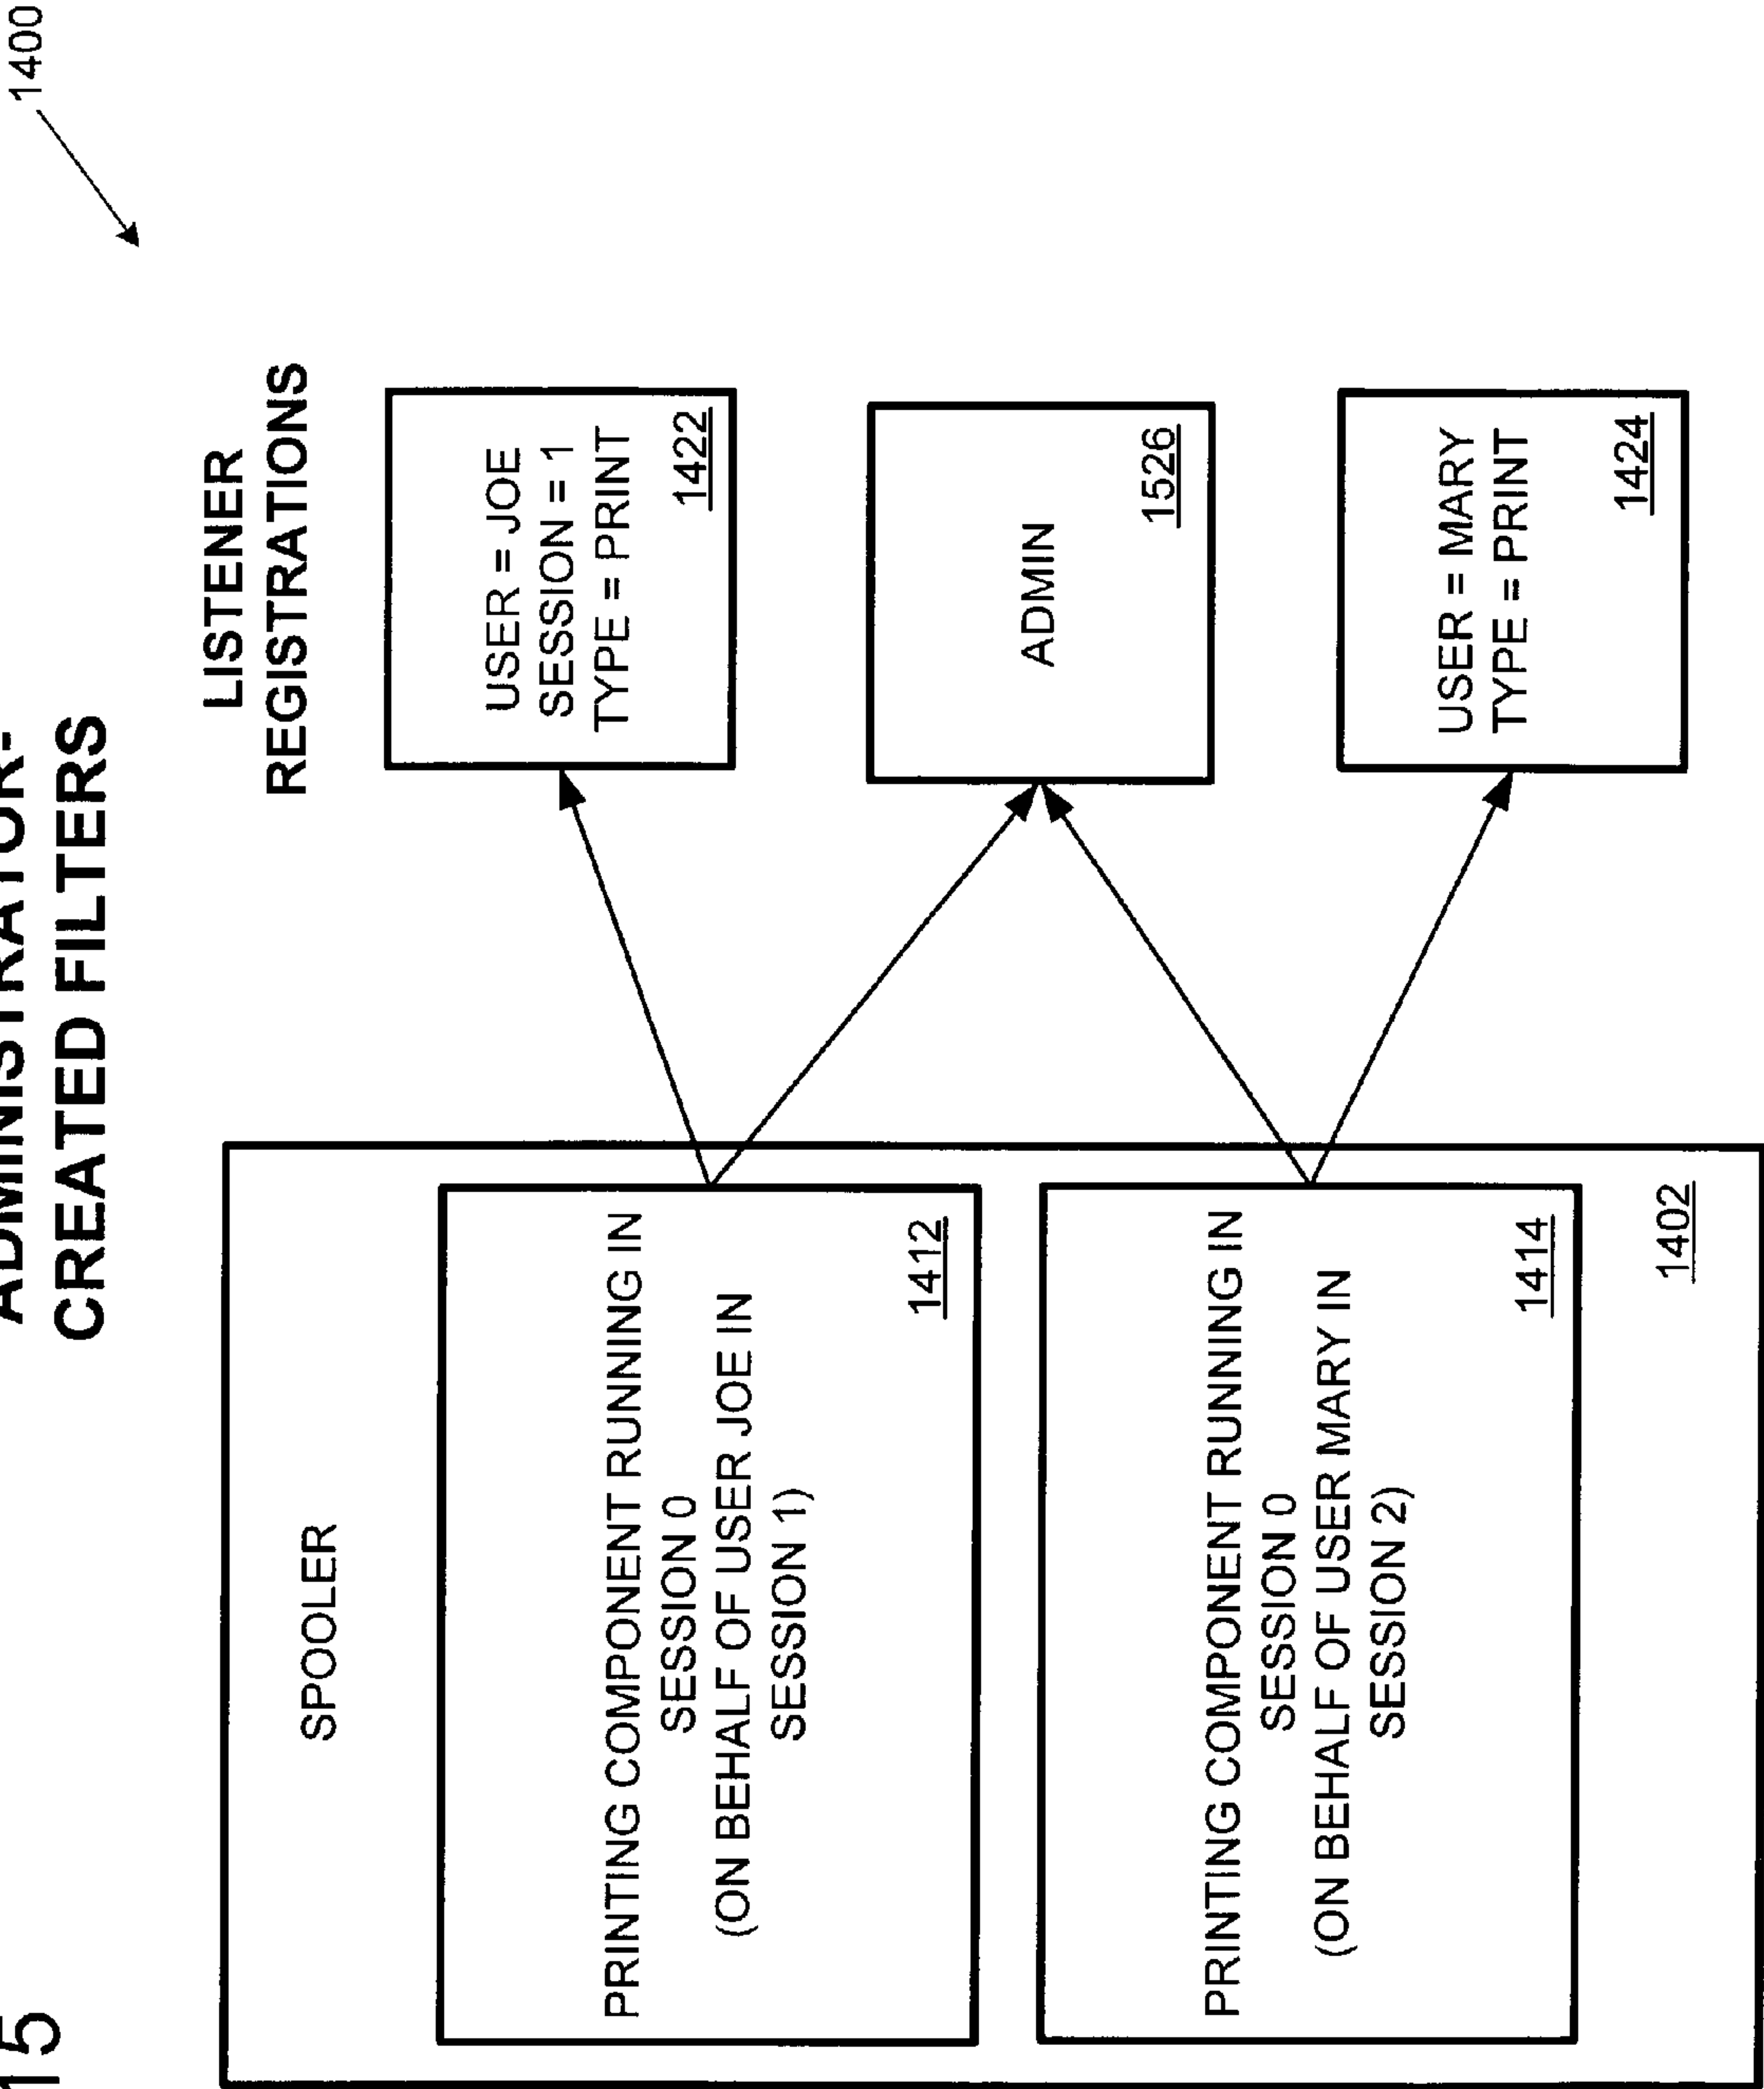 15
ADMINISTRATOR-
CREATED FILTERS
1400
LISTENER
REGISTRATIONS
SPOOLER
PRINTING COMPONENT RUNNING IN
SESSION 0
(ON BEHALF OF USER JOE IN
SESSION 1)
1412
PRINTING COMPONENT RUNNING IN
SESSION 0
(ON BEHALF OF USER MARY IN
SESSION 2)
1414
1402
USER = JOE
SESSION = 1
TYPE = PRINT
1422
ADMIN
1526
USER = MARY
TYPE = PRINT
1424